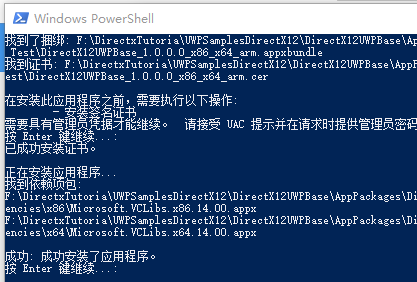 Windows PowerShell
找到了捆绑: F:\DirectxTutoria\UWPSamplesDirectX12\DirectX12UWPBase\Ap
_Test\DirectX12UWPBase_1.0.0.0_x86_x64_arm.appxbundle
找到证书: F:\DirectxTutoria\UWPSamplesDirectX12\DirectX12UWPBase\AppP
est\DirectX12UWPBase_1.0.0.0_x86_x64_arm.cer
在安装此应用程序之前，需要执行以下操作:
- 安装签名证书
需要具有管理员凭据才能继续。 请接受 UAC 提示并在请求时提供管理员密码
按 Enter 键继续...:
已成功安装证书。
正在安装应用程序...
找到依赖项包:
F:\DirectxTutoria\UWPSamplesDirectX12\DirectX12UWPBase\AppPackages\Di
encies\x86\Microsoft.VCLibs.x86.14.00.appx
F:\DirectxTutoria\UWPSamplesDirectX12\DirectX12UWPBase\AppPackages\Di
encies\x64\Microsoft.VCLibs.x64.14.00.appx
成功: 成功安装了应用程序。
按 Enter 键继续...: